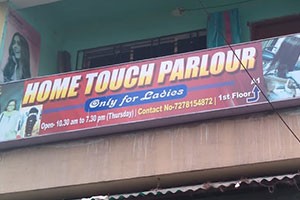 HOME TOUCH PARLOUR
Only for Ladies
Open- 10.30 am to 7.30 pm (Thursday) | Contact No-7278154872 | 1st Floor